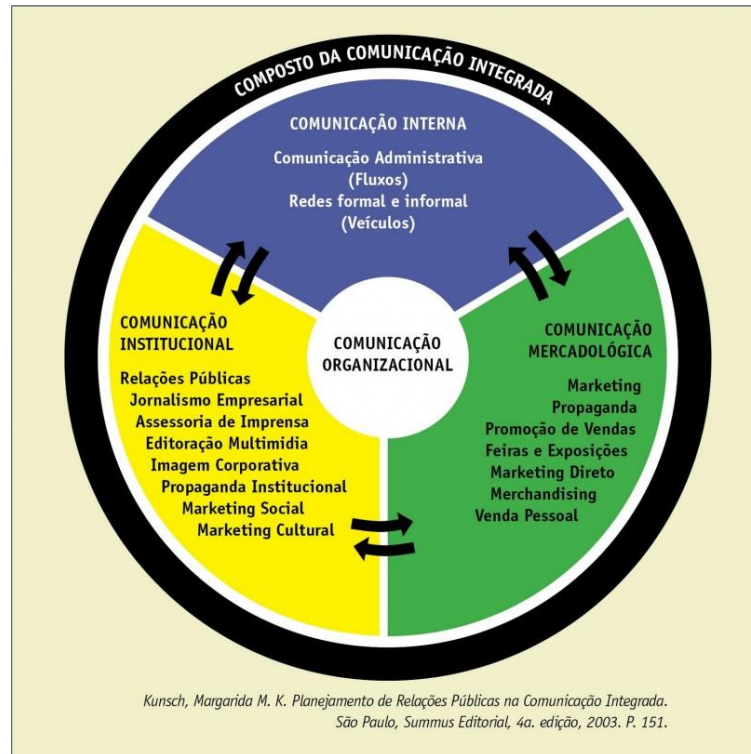 COMPOSTO DA COMUNICAÇÃO INTEGRADA
COMUNICAÇÃO INTERNA
Comunicação Administrativa
(Fluxos)
Redes formal e informal
(Veículos)
COMUNICAÇÃO
INSTITUCIONAL
Relações Públicas
Jornalismo Empresarial
Assessoria de Imprensa
Editoração Multimidia
Imagem Corporativa
Propaganda Institucional
Marketing Social
Marketing Cultural
COMUNICAÇÃO
ORGANIZACIONAL
COMUNICAÇÃO
MERCADOLÓGICA
Marketing
Propaganda
Promoção de Vendas
Feiras e Exposições
Marketing Direto
Merchandising
Venda Pessoal
Kunsch, Margarida M. K. Planejamento de Relações Públicas na Comunicação Integrada.
São Paulo, Summus Editorial, 4a. edição, 2003. P. 151.